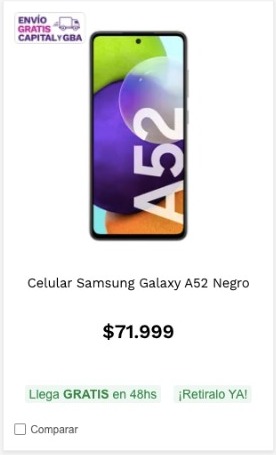 ENVÍO
GRATIS
CAPITAL Y GBA
A52
Celular Samsung Galaxy A52 Negro
$71.999
Llega GRATIS en 48hs
¡Retiralo YA!
Comparar